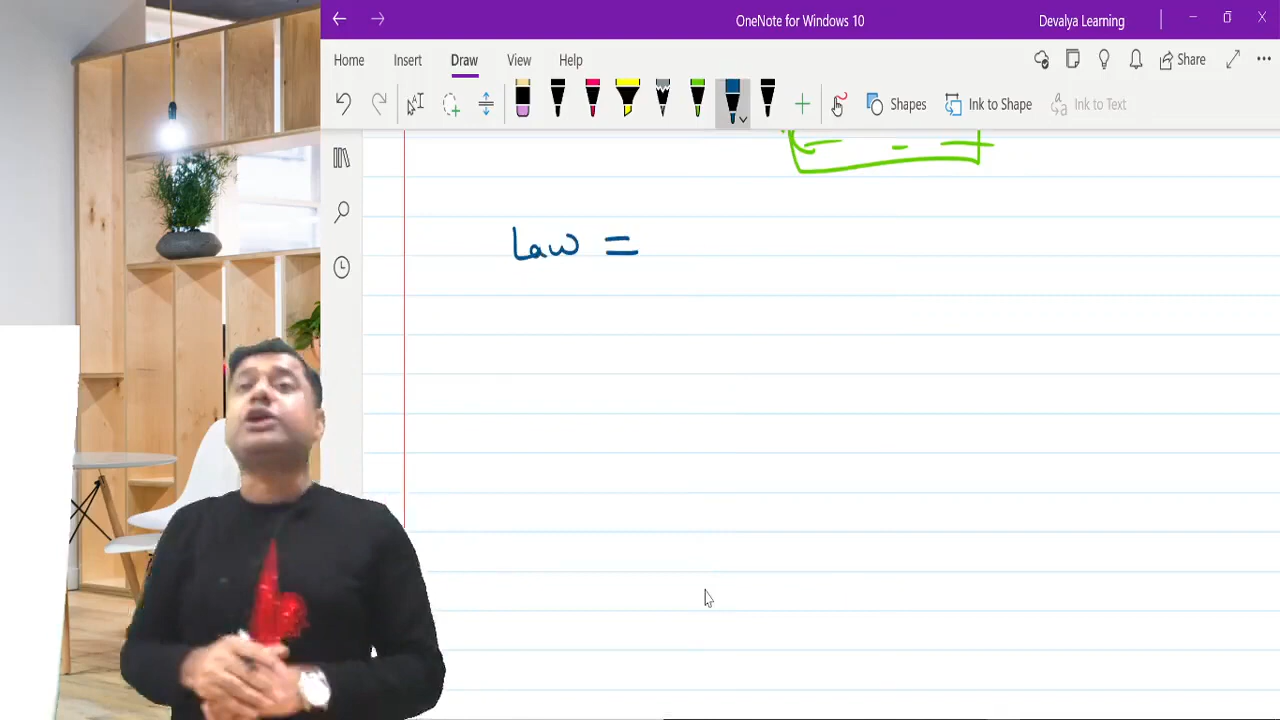 OneNote for Windows 10
Devalya Learning
Home Insert Draw View Help
Share
Shapes Ink to Shape Ink to Text
Law =